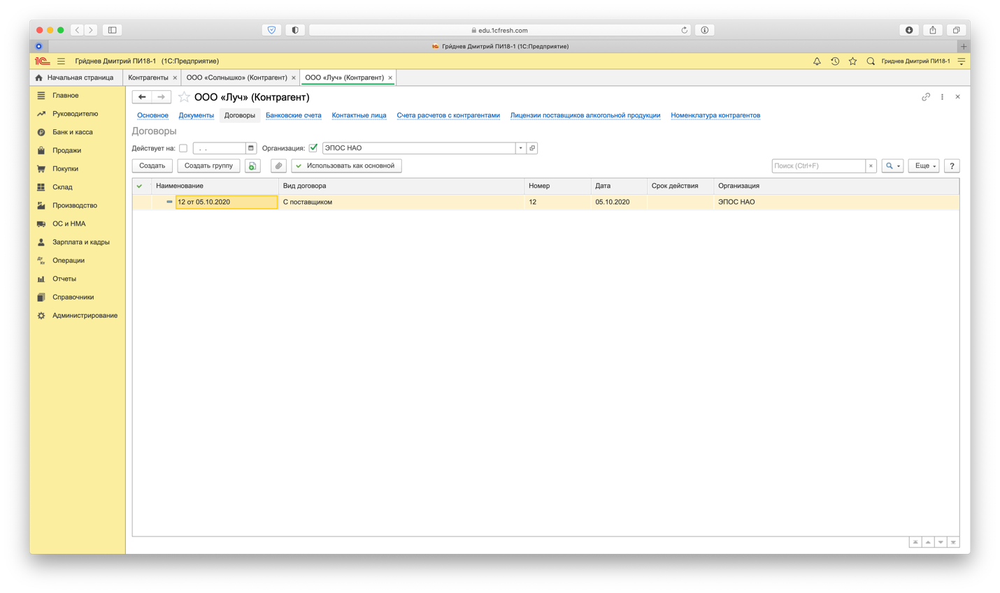 edu.1cfresh.com
Гри́днев Дмитрий ПИ18-1 (1С:Предприятие)
Гри́днев Дмитрий ПИ18-1 (1С:Предприятие)
Гриднев Дмитрий ПИ18-1
Начальная страница
Контрагенты ×
ООО «Солнышко» (Контрагент) ×
ООО «Луч» (Контрагент) ×
Главное
Руководителю
Банк и касса
Продажи
Покупки
Склад
Производство
ОС и НМА
Зарплата и кадры
Операции
Отчеты
Справочники
Администрирование
ООО «Луч» (Контрагент)
Основное Документы Договоры Банковские счета Контактные лица Счета расчетов с контрагентами Лицензии поставщиков алкогольной продукции Номенклатура контрагентов
Договоры
Действует на: . . Организация: ЭПОС НАО
Создать Создать группу Использовать как основной Поиск (Ctrl+F) × Еще ?
Наименование Вид договора Номер Дата Срок действия Организация
12 от 05.10.2020 С поставщиком 12 05.10.2020 ЭПОС НАО